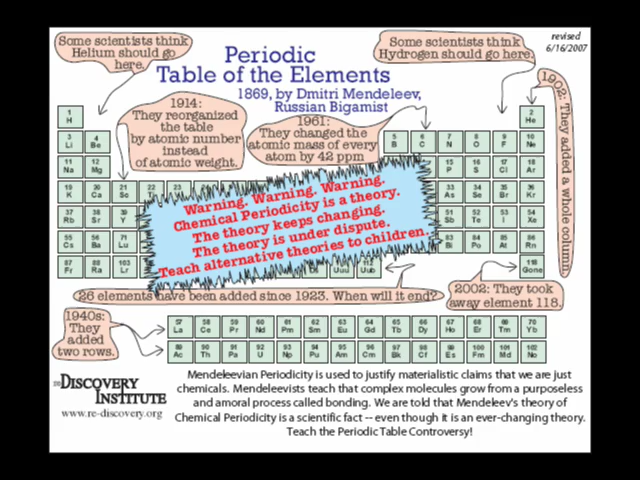 revised
6/16/2007
Some scientists think
Helium should go
here.
Periodic
Table of the Elements
1869, by Dmitri Mendeleev,
Russian Bigamist
Some scientists think
Hydrogen should go here.
1902: They added a whole column
1914:
They reorganized
the table
by atomic number
instead
of atomic weight.
1961:
They changed the
atomic mass of every
atom by 42 ppm
1 H
2 He
3 Li 4 Be
5 B 6 C 7 N 8 O 9 F 10 Ne
11 Na 12 Mg
15 P 16 S 17 Cl 18 Ar
19 K 20 Ca 21 Sc 22 23
33 As 34 Se 35 Br 36 Kr
37 Rb 38 Sr 39 Y
51 Sb 52 Te 53 I 54 Xe
55 Cs 56 Ba 71 Lu
83 Bi 84 Po 85 At 86 Rn
87 Fr 88 Ra 103 Lr
Uuu 112 Uub
118 Gone
Warning. Warning. Warning.
Chemical Periodicity is a theory.
The theory keeps changing.
The theory is under dispute.
Teach alternative theories to children.
26 elements have been added since 1923. When will it end?
2002: They took
away element 118.
1940s:
They
added
two rows.
57 La 58 Ce 59 Pr 60 Nd 61 Pm 62 Sm 63 Eu 64 Gd 65 Tb 66 Dy 67 Ho 68 Er 69 Tm 70 Yb
89 Ac 90 Th 91 Pa 92 U 93 Np 94 Pu 95 Am 96 Cm 97 Bk 98 Cf 99 Es 100 Fm 101 Md 102 No
RE-DISCOVERY
INSTITUTE
www.re-discovery.org
Mendeleevian Periodicity is used to justify materialistic claims that we are just
chemicals. Mendeleevists teach that complex molecules grow from a purposeless
and amoral process called bonding. We are told that Mendeleev's theory of
Chemical Periodicity is a scientific fact -- even though it is an ever-changing theory.
Teach the Periodic Table Controversy!